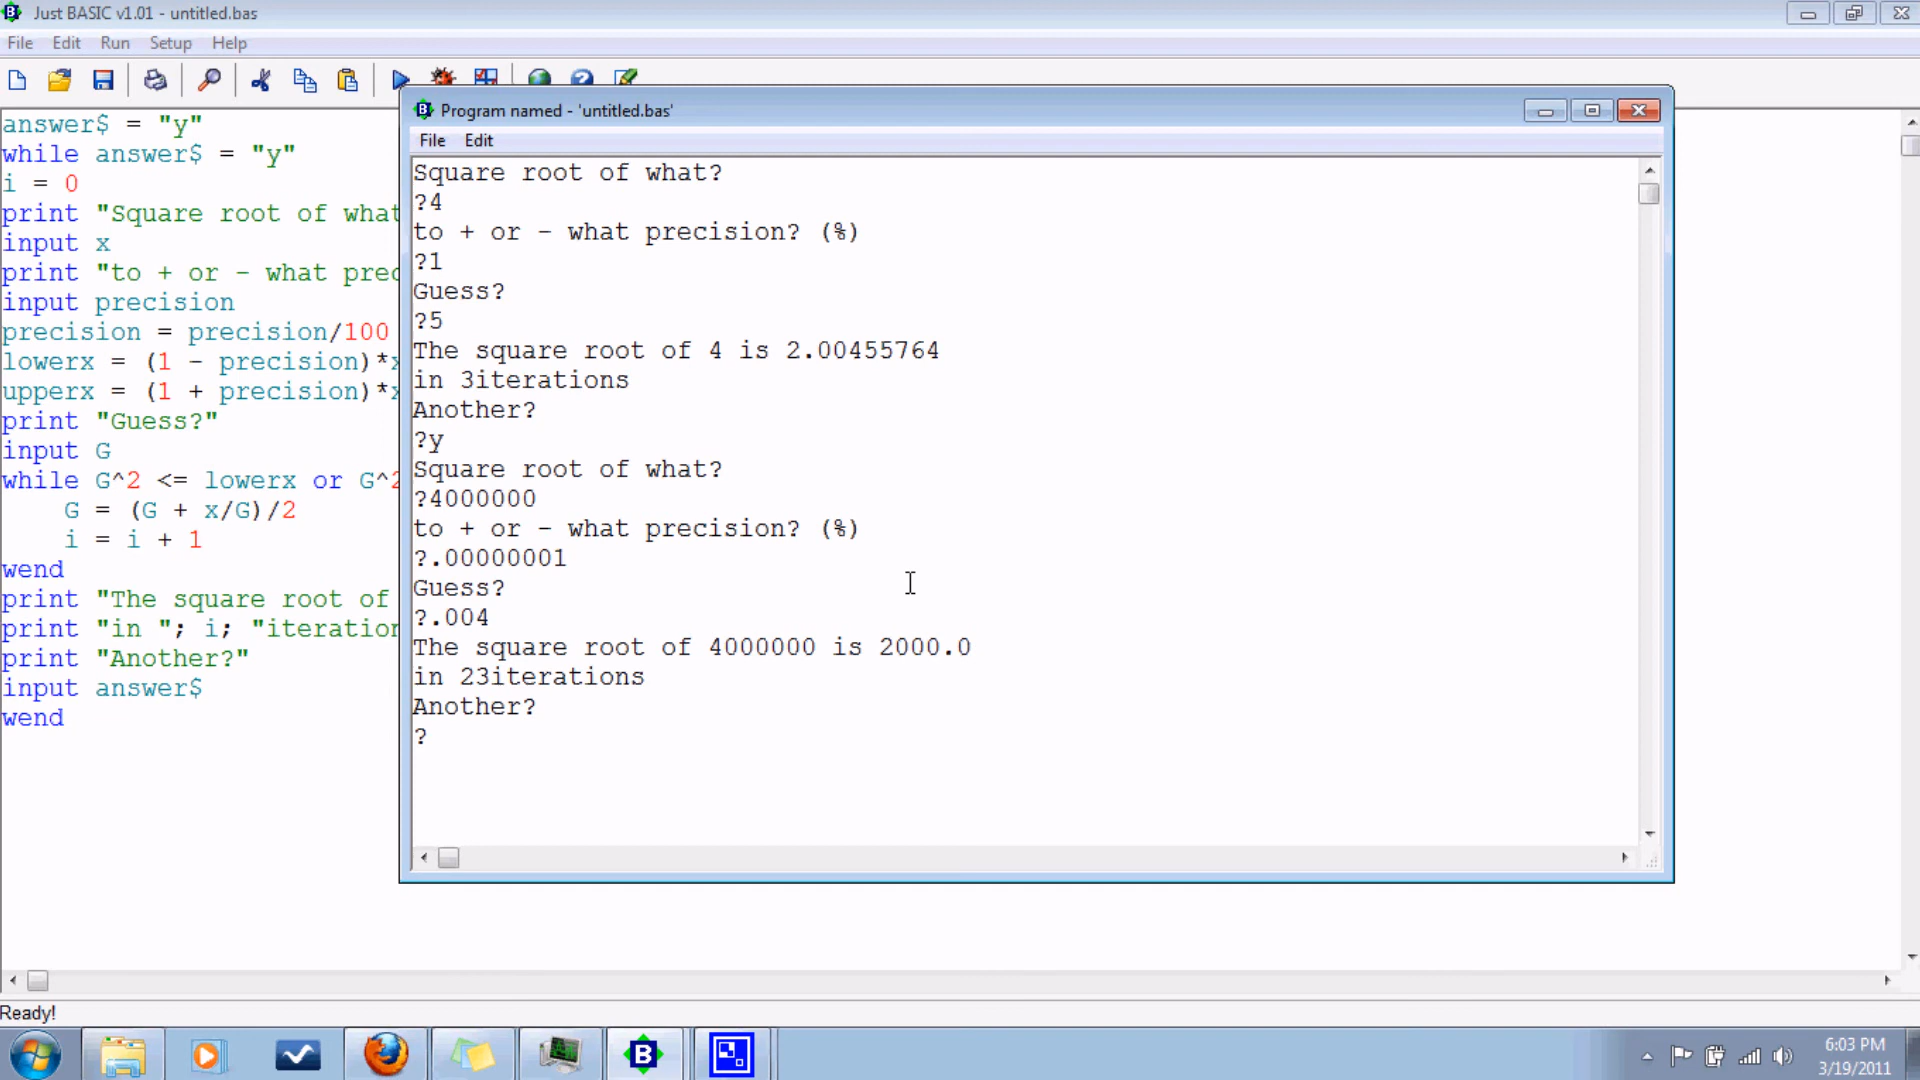 Just BASIC v1.01 - untitled.bas
File Edit Run Setup Help
answer$ = "y"
while answer$ = "y"
i = 0
print "Square root of what
input x
print "to + or - what prec
input precision
precision = precision/100
lowerx = (1 - precision)*x
upperx = (1 + precision)*x
print "Guess?"
input G
while G^2 <= lowerx or G^2
    G = (G + x/G)/2
    i = i + 1
wend
print "The square root of
print "in "; i; "iteration
print "Another?"
input answer$
wend
Program named - 'untitled.bas'
File Edit
Square root of what?
?4
to + or - what precision? (%)
?1
Guess?
?5
The square root of 4 is 2.00455764
in 3iterations
Another?
?y
Square root of what?
?4000000
to + or - what precision? (%)
?.00000001
Guess?
?.004
The square root of 4000000 is 2000.0
in 23iterations
Another?
?
Ready!
6:03 PM
3/19/2011